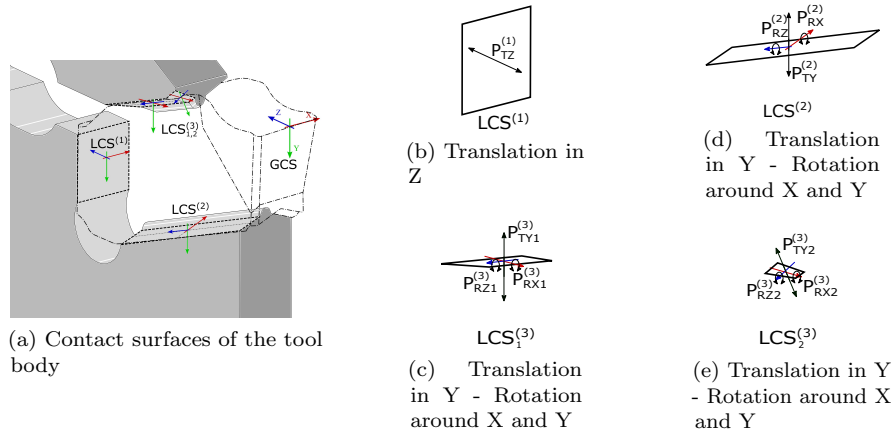 LCS(1)
LCS(3)1,2
Z
X
Y
GCS
LCS(2)
(a) Contact surfaces of the tool
body
P(1)TZ
LCS(1)
(b) Translation in
Z
P(3)TY1
P(3)RZ1
P(3)RX1
LCS(3)1
(c) Translation
in Y - Rotation
around X and Y
P(2)RZ
P(2)RX
P(2)TY
LCS(2)
(d) Translation
in Y - Rotation
around X and Y
P(3)TY2
P(3)RZ2
P(3)RX2
LCS(3)2
(e) Translation in Y
- Rotation around X
and Y